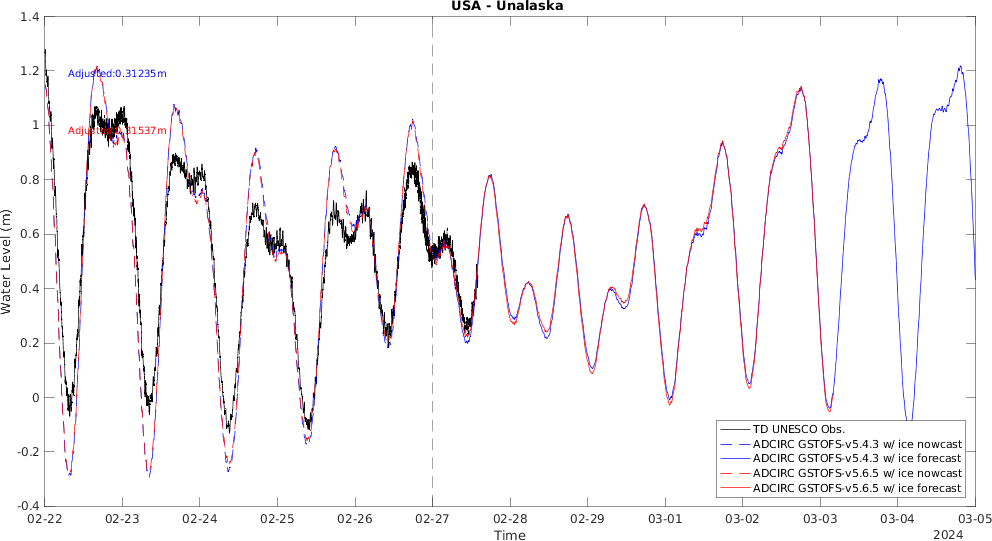 USA - Unalaska
1.4
1.2
1
0.8
0.6
0.4
0.2
0
-0.2
-0.4
Water Level (m)
Adjusted:0.31235m
Adjusted:0.31537m
TD UNESCO Obs.
ADCIRC GSTOFS-v5.4.3 w/ ice nowcast
ADCIRC GSTOFS-v5.4.3 w/ ice forecast
ADCIRC GSTOFS-v5.6.5 w/ ice nowcast
ADCIRC GSTOFS-v5.6.5 w/ ice forecast
02-22 02-23 02-24 02-25 02-26 02-27 02-28 02-29 03-01 03-02 03-03 03-04 03-05
Time
2024